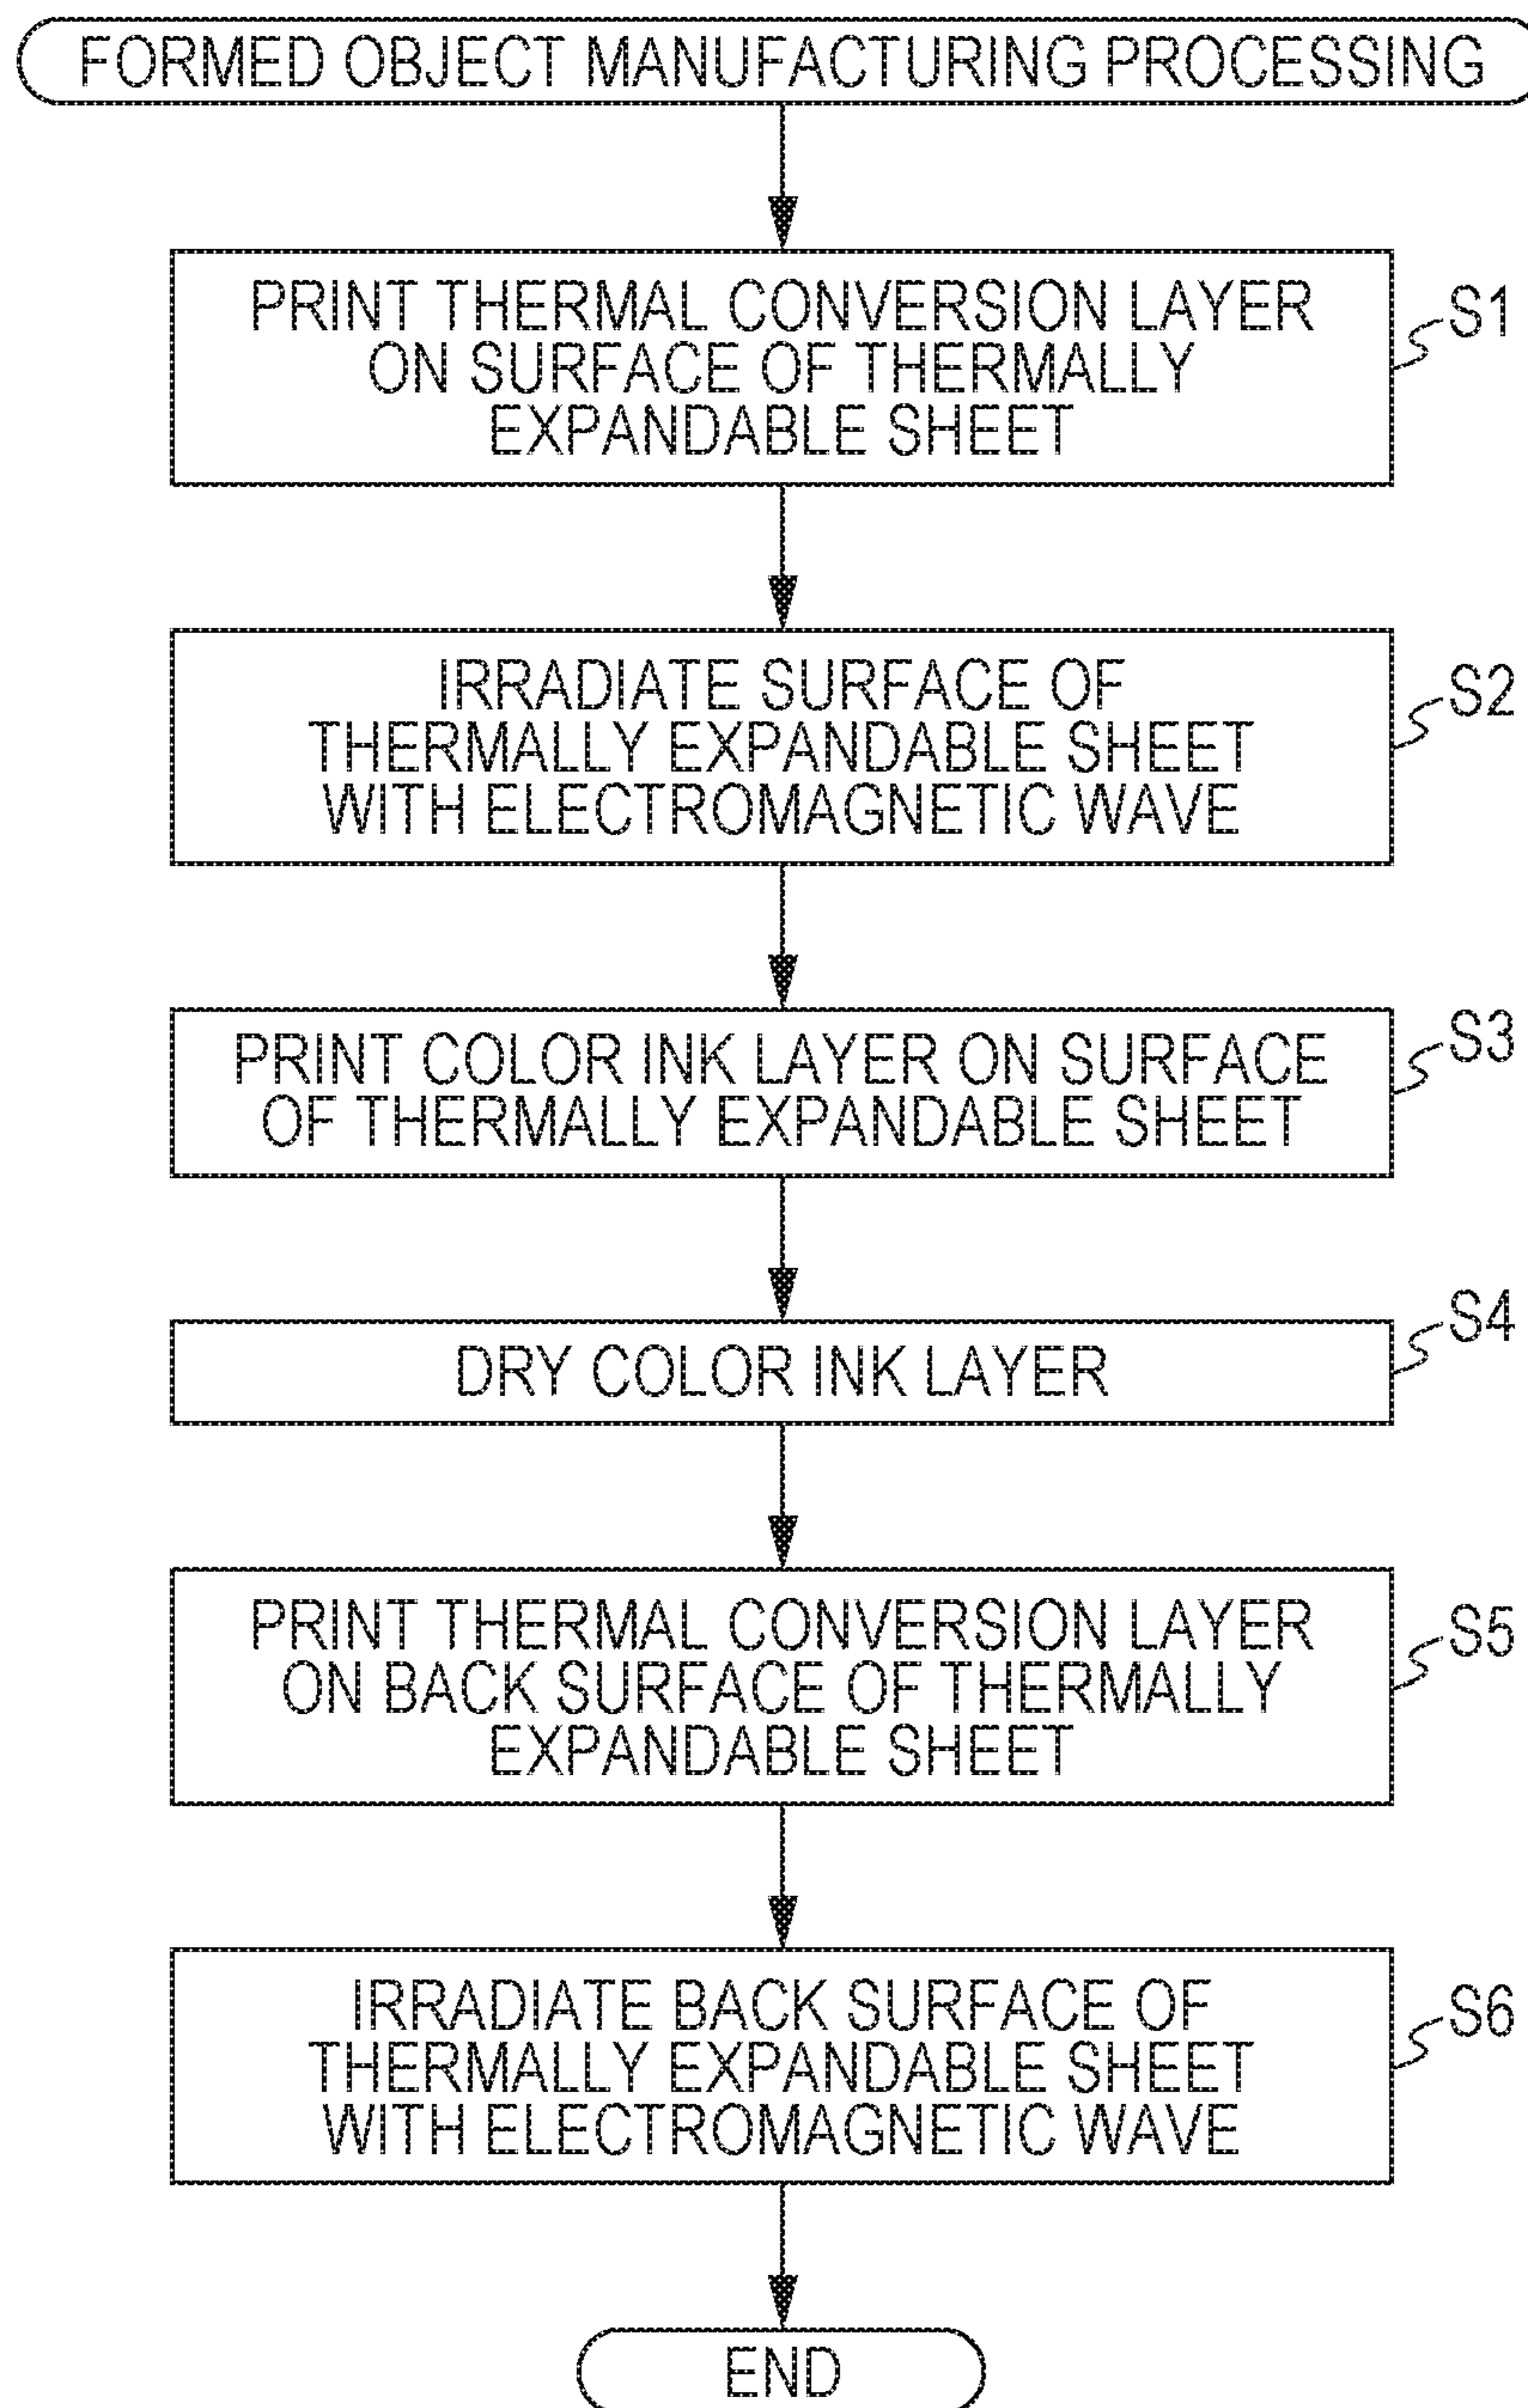 FORMED OBJECT MANUFACTURING PROCESSING
PRINT THERMAL CONVERSION LAYER
ON SURFACE OF THERMALLY
EXPANDABLE SHEET
S1
IRRADIATE SURFACE OF
THERMALLY EXPANDABLE SHEET
WITH ELECTROMAGNETIC WAVE
S2
PRINT COLOR INK LAYER ON SURFACE
OF THERMALLY EXPANDABLE SHEET
S3
DRY COLOR INK LAYER
S4
PRINT THERMAL CONVERSION LAYER
ON BACK SURFACE OF THERMALLY
EXPANDABLE SHEET
S5
IRRADIATE BACK SURFACE OF
THERMALLY EXPANDABLE SHEET
WITH ELECTROMAGNETIC WAVE
S6
END